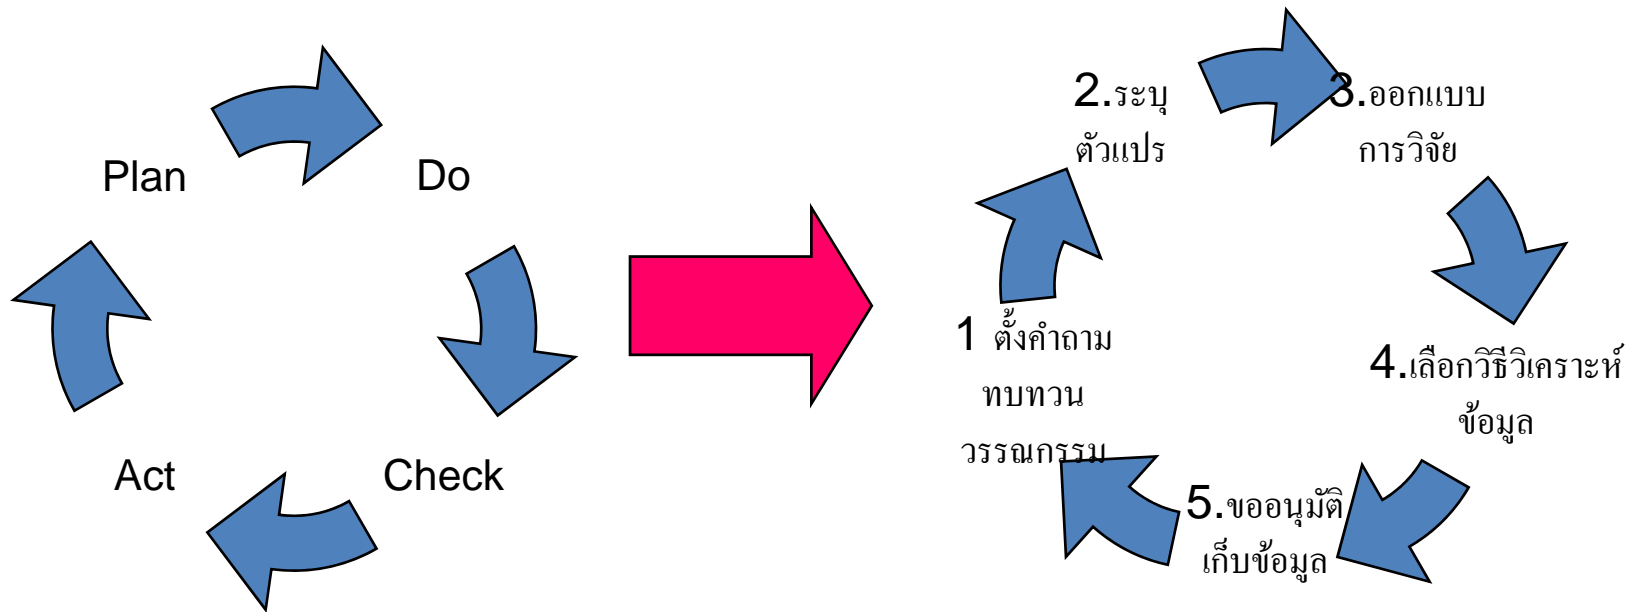 Plan
Do
Check
Act
1 ตั้งคำถาม
ทบทวน
วรรณกรรม
2.ระบุ
ตัวแปร
3.ออกแบบ
การวิจัย
4.เลือกวิธีวิเคราะห์
ข้อมูล
5.ขออนุมัติ
เก็บข้อมูล